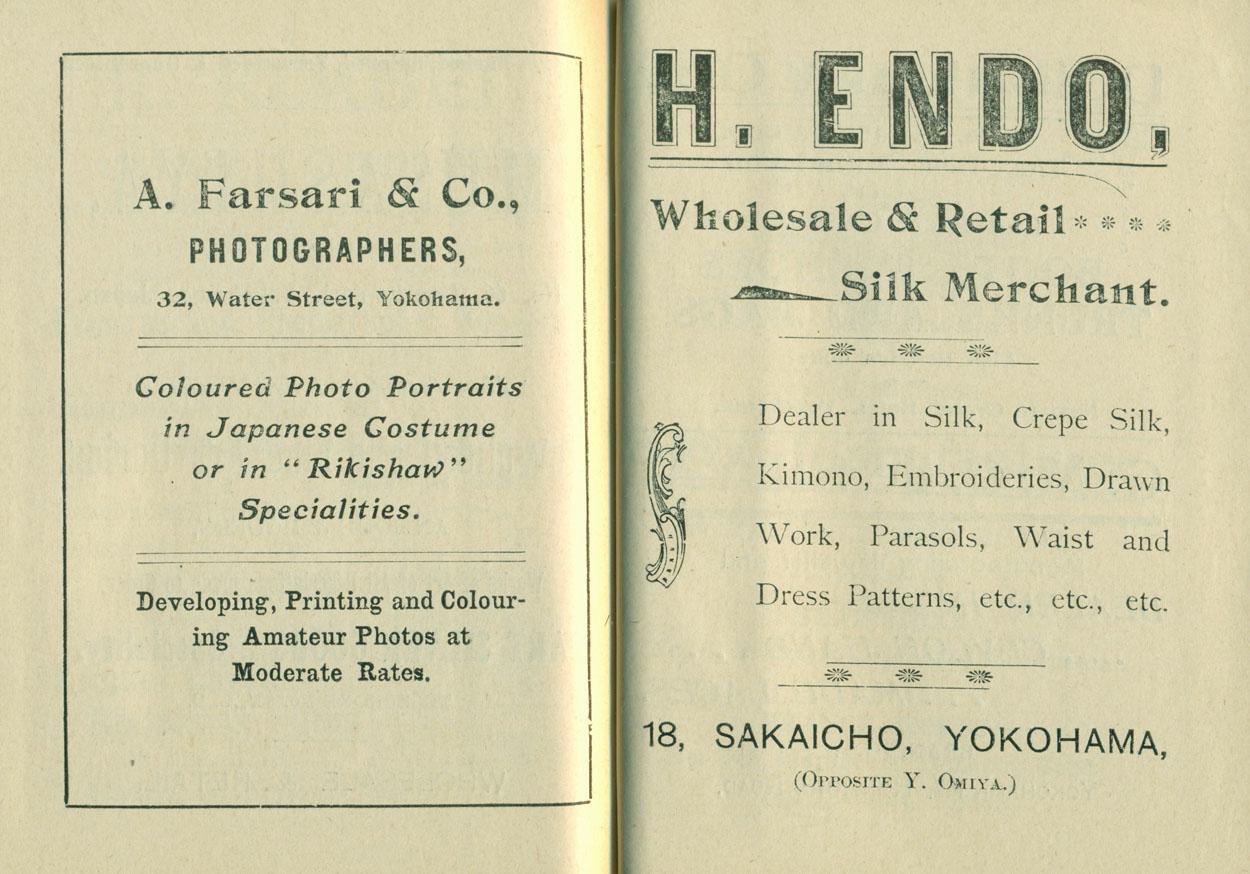 A. Farsari & Co.,
PHOTOGRAPHERS,
32, Water Street, Yokohama.
Coloured Photo Portraits
in Japanese Costume
or in “Rikishaw”
Specialities.
Developing, Printing and Colour-
ing Amateur Photos at
Moderate Rates.
H. ENDO,
Wholesale & Retail
Silk Merchant.
Dealer in Silk, Crepe Silk,
Kimono, Embroideries, Drawn
Work, Parasols, Waist and
Dress Patterns, etc., etc., etc.
18, SAKAICHO, YOKOHAMA,
(OPPOSITE Y. OMIYA.)